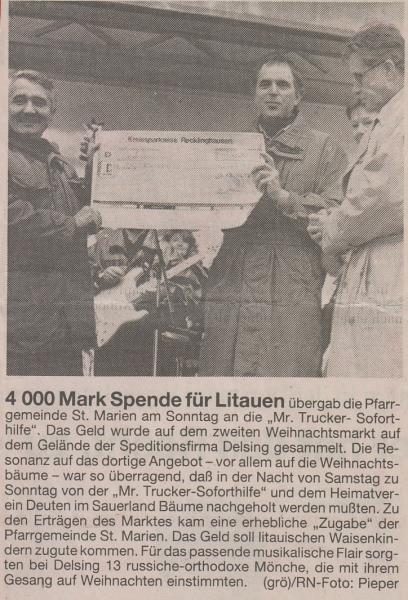 Kreissparkasse Recklinghausen
4 000 Mark Spende für Litauen übergab die Pfarr-
gemeinde St. Marien am Sonntag an die „Mr. Trucker- Sofort-
hilfe". Das Geld wurde auf dem zweiten Weihnachtsmarkt auf
dem Gelände der Speditionsfirma Delsing gesammelt. Die Re-
sonanz auf das dortige Angebot – vor allem auf die Weihnachts-
bäume – war so überragend, daß in der Nacht von Samstag zu
Sonntag von der „Mr. Trucker-Soforthilfe" und dem Heimatver-
ein Deuten im Sauerland Bäume nachgeholt werden mußten. Zu
den Erträgen des Marktes kam eine erhebliche „Zugabe" der
Pfarrgemeinde St. Marien. Das Geld soll litauischen Waisenkin-
dern zugute kommen. Für das passende musikalische Flair sorg-
ten bei Delsing 13 russiche-orthodoxe Mönche, die mit ihrem
Gesang auf Weihnachten einstimmten. (grö)/RN-Foto: Pieper